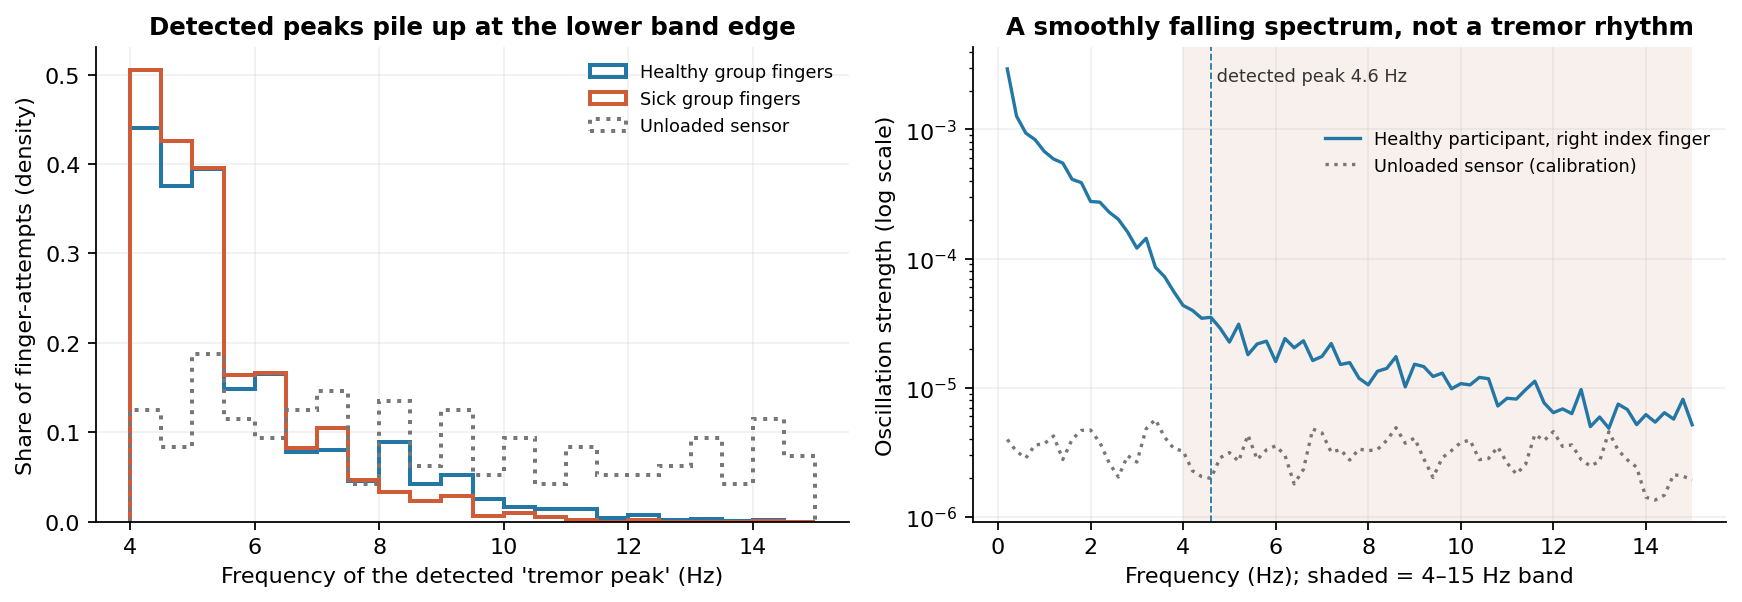 Detected peaks pile up at the lower band edge
Share of finger-attempts (density)
0.5
0.4
0.3
0.2
0.1
0.0
Healthy group fingers
Sick group fingers
Unloaded sensor
4 6 8 10 12 14
Frequency of the detected 'tremor peak' (Hz)
A smoothly falling spectrum, not a tremor rhythm
Oscillation strength (log scale)
10⁻³
10⁻⁴
10⁻⁵
10⁻⁶
detected peak 4.6 Hz
Healthy participant, right index finger
Unloaded sensor (calibration)
0 2 4 6 8 10 12 14
Frequency (Hz); shaded = 4–15 Hz band